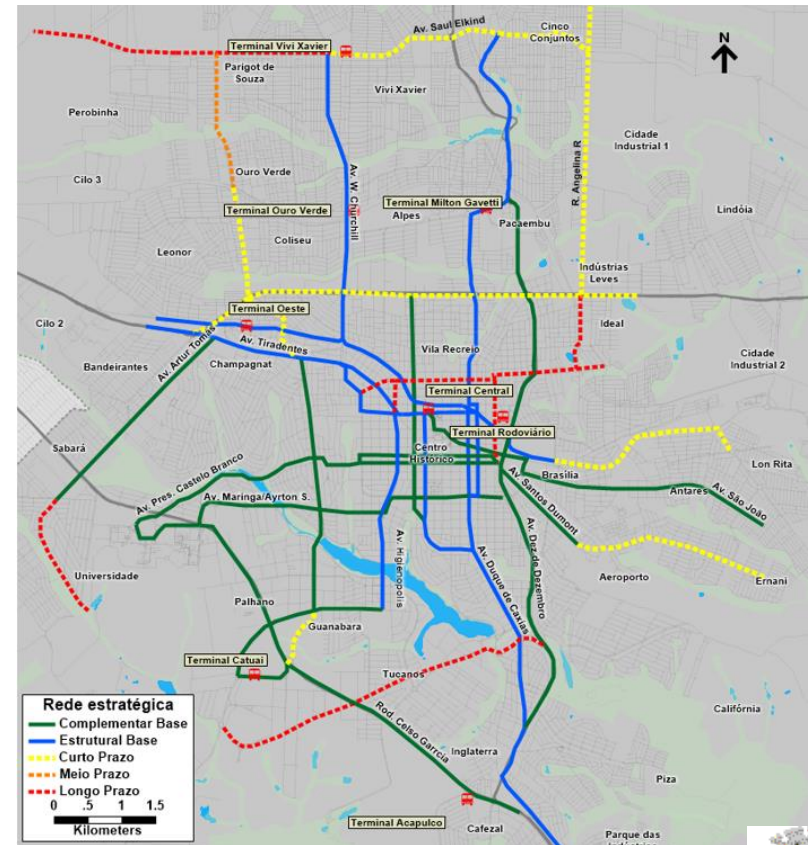 Av. Saul Elkind
Cinco
Conjuntos
N
Terminal Vivi Xavier
Parigot de
Souza
Vivi Xavier
Perobinha
Cidade
Industrial 1
R. Angelina R
Cilo 3
Ouro Verde
Av. W. Churchill
Terminal Milton Gavetti
Terminal Ouro Verde
Alpes
Pacaembu
Lindóia
Coliseu
Leonor
Indústrias
Leves
Terminal Oeste
Cilo 2
Ideal
Av. Artur Tomás
Av. Tiradentes
Vila Recreio
Bandeirantes
Champagnat
Cidade
Industrial 2
Terminal Central
Terminal Rodoviário
Sabará
Centro
Histórico
Av. Pres. Castelo Branco
Brasilia
Lon Rita
Antares
Av. São João
Av. Maringa/Ayrton S.
Av. Santos Dumont
Av. Higienopolis
Av. Dez de Dezembro
Av. Duque de Caxias
Universidade
Aeroporto
Ernani
Palhano
Guanabara
Terminal Catuai
Tucanos
Rod. Celso Garrcia
Califórnia
Inglaterra
Piza
Terminal Acapulco
Cafezal
Parque das
Rede estratégica
Complementar Base
Estrutural Base
Curto Prazo
Meio Prazo
Longo Prazo
0 .5 1 1.5
Kilometers